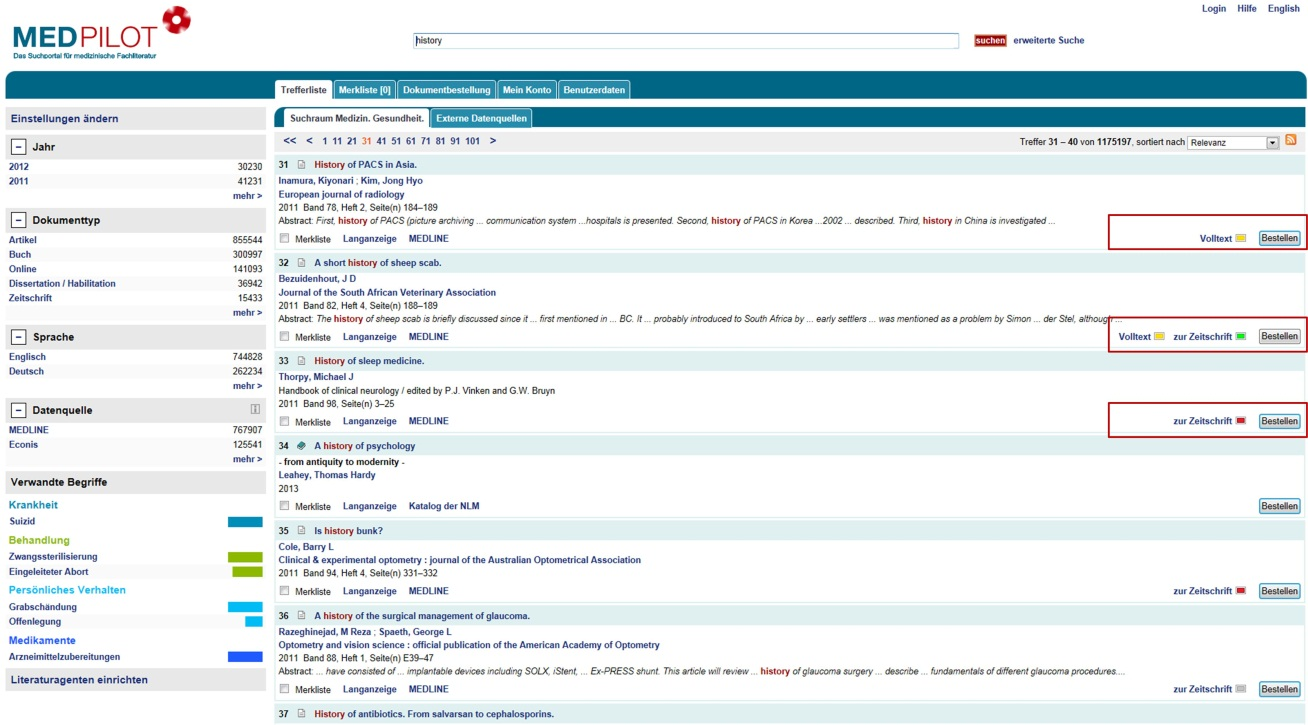 Login Hilfe English
MEDPILOT
Das Suchportal für medizinische Fachliteratur
history suchen erweiterte Suche
Trefferliste Merkliste [0] Dokumentbestellung Mein Konto Benutzerdaten
Einstellungen ändern
Jahr
2012 30230
2011 41231
mehr >
Dokumenttyp
Artikel 855544
Buch 300997
Online 141093
Dissertation / Habilitation 36942
Zeitschrift 15433
mehr >
Sprache
Englisch 744828
Deutsch 262234
mehr >
Datenquelle
MEDLINE 767907
Econis 125541
mehr >
Verwandte Begriffe
Krankheit
Suizid
Behandlung
Zwangssterilisierung
Eingeleiteter Abort
Persönliches Verhalten
Grabschändung
Offenlegung
Medikamente
Arzneimittelzubereitungen
Literaturagenten einrichten
Suchraum Medizin. Gesundheit. Externe Datenquellen
<< < 1 11 21 31 41 51 61 71 81 91 101 > Treffer 31 – 40 von 1175197, sortiert nach Relevanz
31 History of PACS in Asia.
Inamura, Kiyonari ; Kim, Jong Hyo
European journal of radiology
2011 Band 78, Heft 2, Seite(n) 184–189
Abstract: First, history of PACS (picture archiving ... communication system ...hospitals is presented. Second, history of PACS in Korea ...2002 ... described. Third, history in China is investigated ...
Merkliste Langanzeige MEDLINE Volltext Bestellen
32 A short history of sheep scab.
Bezuidenhout, J D
Journal of the South African Veterinary Association
2011 Band 82, Heft 4, Seite(n) 188–189
Abstract: The history of sheep scab is briefly discussed since it ... first mentioned in ... BC. It ... probably introduced to South Africa by ... early settlers ... was mentioned as a problem by Simon ... der Stel, although ...
Merkliste Langanzeige MEDLINE Volltext zur Zeitschrift Bestellen
33 History of sleep medicine.
Thorpy, Michael J
Handbook of clinical neurology / edited by P.J. Vinken and G.W. Bruyn
2011 Band 98, Seite(n) 3–25
Merkliste Langanzeige MEDLINE zur Zeitschrift Bestellen
34 A history of psychology
- from antiquity to modernity -
Leahey, Thomas Hardy
2013
Merkliste Langanzeige Katalog der NLM Bestellen
35 Is history bunk?
Cole, Barry L
Clinical & experimental optometry : journal of the Australian Optometrical Association
2011 Band 94, Heft 4, Seite(n) 331–332
Merkliste Langanzeige MEDLINE zur Zeitschrift Bestellen
36 A history of the surgical management of glaucoma.
Razeghinejad, M Reza ; Spaeth, George L
Optometry and vision science : official publication of the American Academy of Optometry
2011 Band 88, Heft 1, Seite(n) E39–47
Abstract: ... have consisted of ... implantable devices including SOLX, iStent, ... Ex-PRESS shunt. This article will review ... history of glaucoma surgery ... describe ... fundamentals of different glaucoma procedures....
Merkliste Langanzeige MEDLINE zur Zeitschrift Bestellen
37 History of antibiotics. From salvarsan to cephalosporins.